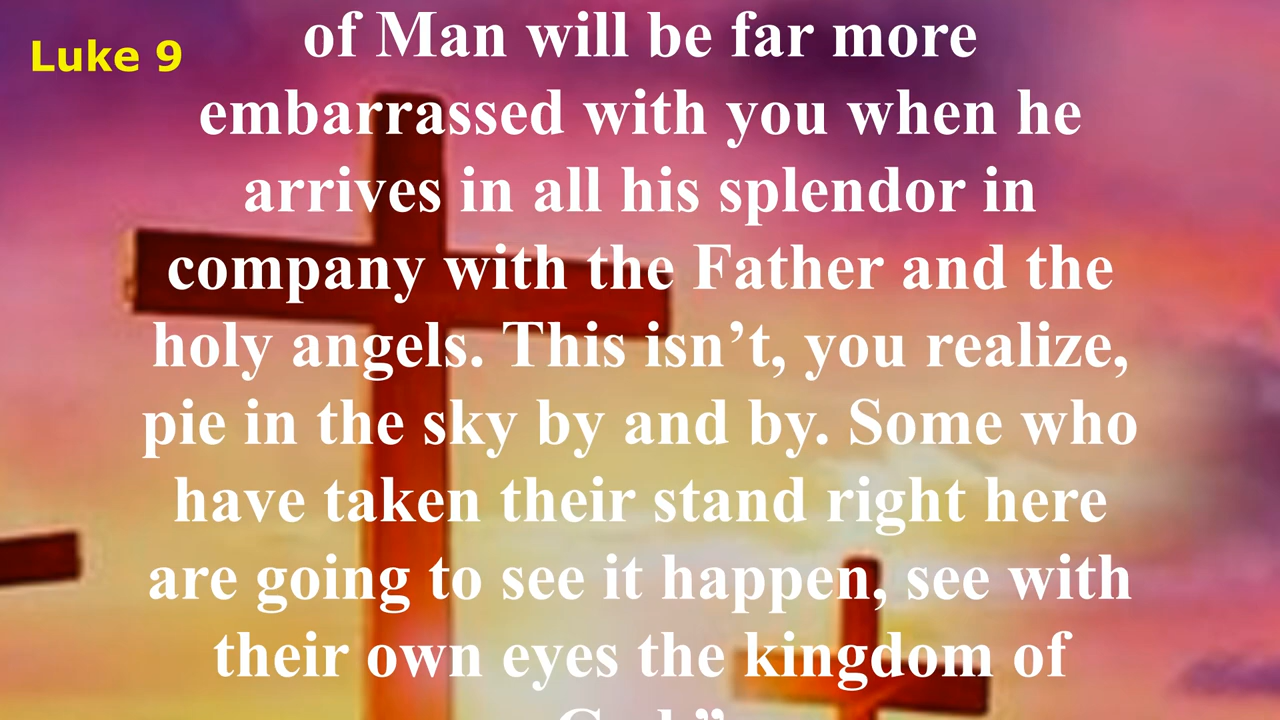 Luke 9
of Man will be far more
embarrassed with you when he
arrives in all his splendor in
company with the Father and the
holy angels. This isn’t, you realize,
pie in the sky by and by. Some who
have taken their stand right here
are going to see it happen, see with
their own eyes the kingdom of
God.”